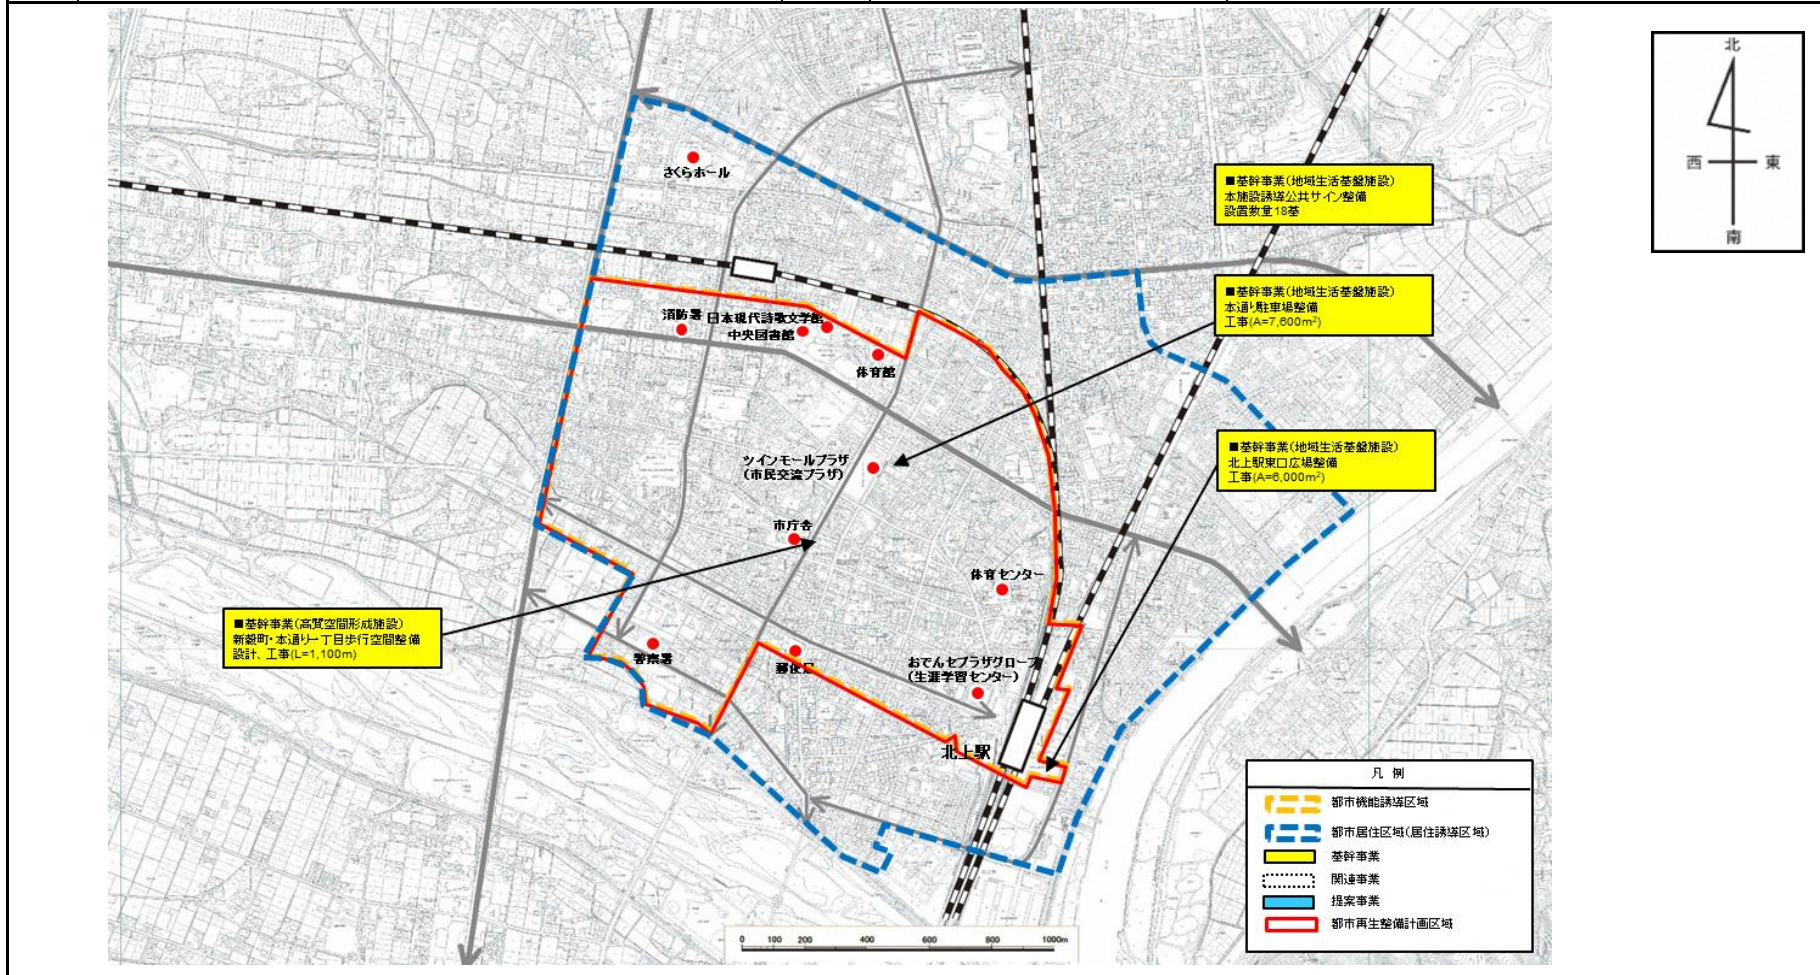 北
西
東
南
さくらホール
■基幹事業(地域生活基盤施設)
本施設誘導公共サイン整備
設置数量18基
■基幹事業(地域生活基盤施設)
本通り駐車場整備
工事(A=7,600m²)
消防署
日本現代詩歌文学館
中央図書館
体育館
■基幹事業(地域生活基盤施設)
北上駅東口広場整備
工事(A=6,000m²)
ツインモールプラザ
(市民交流プラザ)
市庁舎
体育センター
■基幹事業(高質空間形成施設)
新穀町・本通り一丁目歩行空間整備
設計、工事(L=1,100m)
警察署
郵便局
おでんせプラザグローブ
(生涯学習センター)
北上駅
凡 例
都市機能誘導区域
都市居住区域(居住誘導区域)
基幹事業
関連事業
提案事業
都市再生整備計画区域
0 100 200 400 600 800 1000m